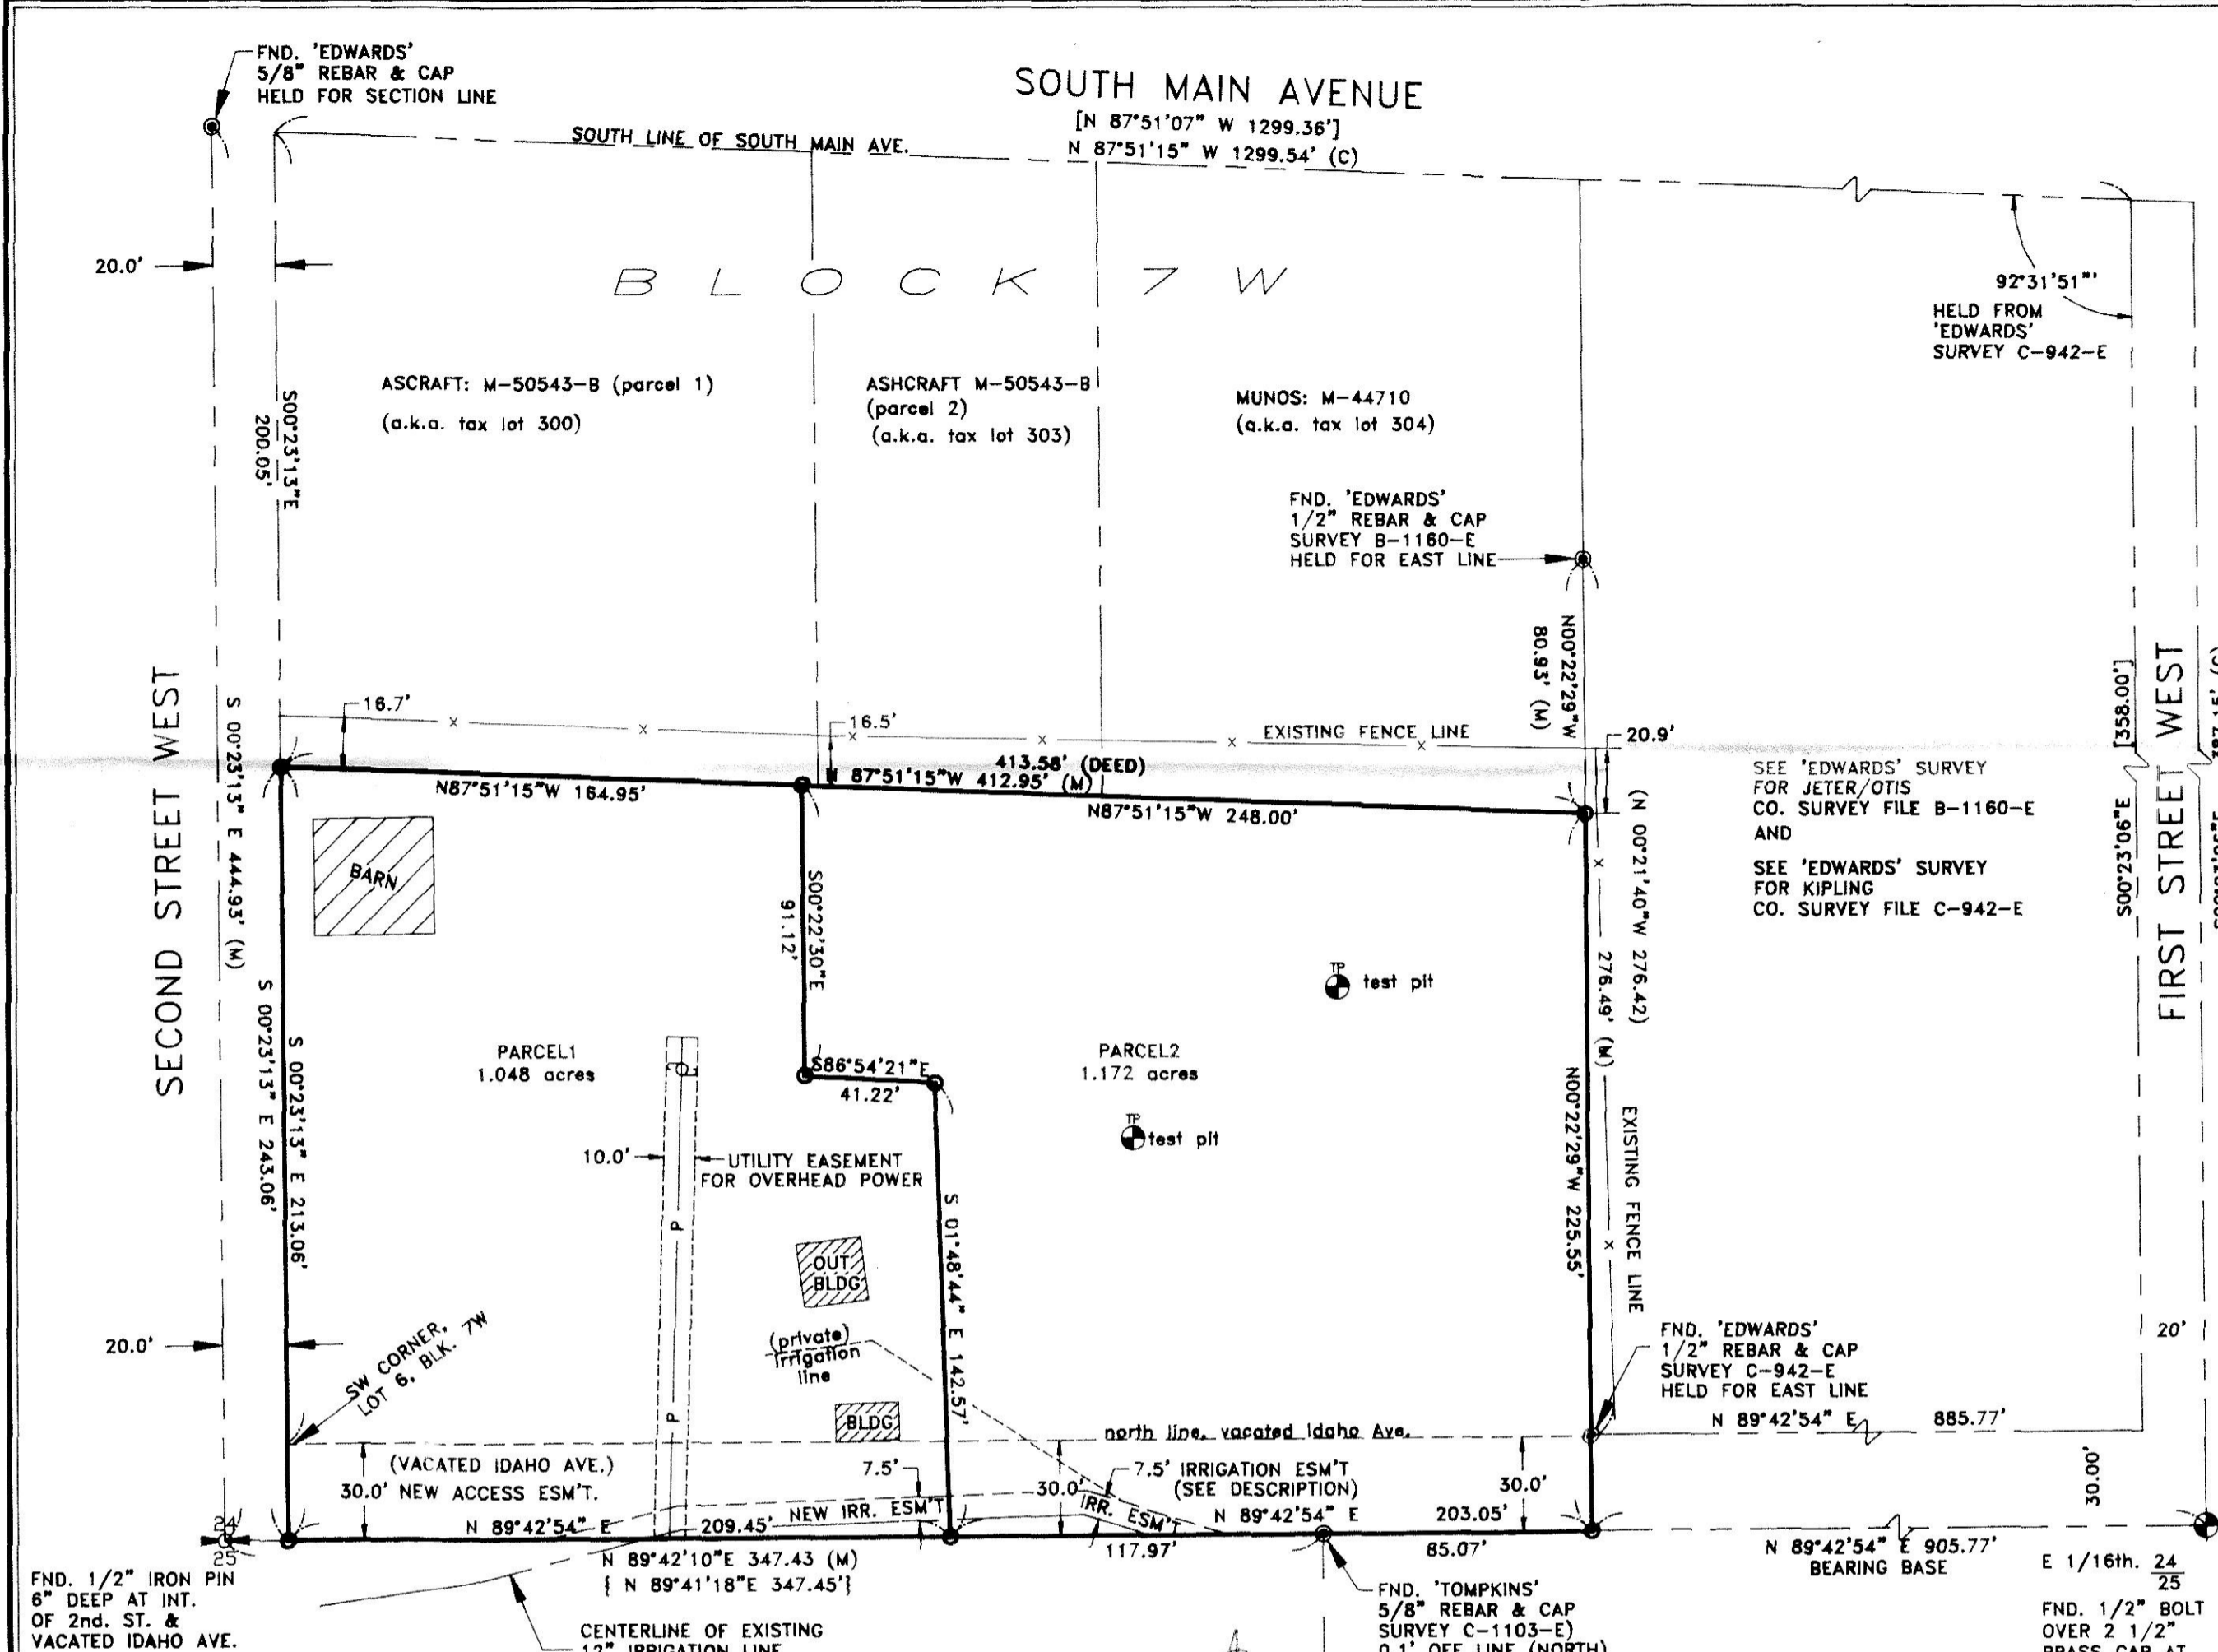 FND. 'EDWARDS'
5/8" REBAR & CAP
HELD FOR SECTION LINE
SOUTH MAIN AVENUE
[N 87°51'07" W 1299.36']
N 87°51'15" W 1299.54' (C)
SOUTH LINE OF SOUTH MAIN AVE.
20.0'
BLOCK 7 W
92°31'51"'
HELD FROM
'EDWARDS'
SURVEY C-942-E
ASCRAFT: M-50543-B (parcel 1)
(a.k.a. tax lot 300)
ASHCRAFT M-50543-B
(parcel 2)
(a.k.a. tax lot 303)
MUNOS: M-44710
(a.k.a. tax lot 304)
S00°23'13"E
200.05'
FND. 'EDWARDS'
1/2" REBAR & CAP
SURVEY B-1160-E
HELD FOR EAST LINE
N00°22'29"W
80.93' (M)
SECOND STREET WEST
S 00°23'13" E 444.93' (M)
16.7'
16.5'
EXISTING FENCE LINE
20.9'
413.58' (DEED)
N 87°51'15"W 412.95' (M)
N87°51'15"W 164.95'
N87°51'15"W 248.00'
SEE 'EDWARDS' SURVEY
FOR JETER/OTIS
CO. SURVEY FILE B-1160-E
AND
SEE 'EDWARDS' SURVEY
FOR KIPLING
CO. SURVEY FILE C-942-E
[358.00']
S00°23'06"E
FIRST STREET WEST
BARN
S00°22'30"E
91.12'
(N 00°21'40"W 276.42)
276.49' (M)
TP
test pit
PARCEL1
1.048 acres
PARCEL2
1.172 acres
S86°54'21"E
41.22'
TP
test pit
S 00°23'13" E 243.06'
S 00°23'13" E 213.06'
10.0'
UTILITY EASEMENT
FOR OVERHEAD POWER
P
P
S 01°48'44" E 142.57'
N00°22'29"W 225.55'
EXISTING FENCE LINE
OUT
BLDG
(private)
irrigation
line
BLDG
20.0'
SW CORNER,
LOT 6, BLK. 7W
FND. 'EDWARDS'
1/2" REBAR & CAP
SURVEY C-942-E
HELD FOR EAST LINE
20'
N 89°42'54" E 885.77'
north line, vacated Idaho Ave.
(VACATED IDAHO AVE.)
30.0' NEW ACCESS ESM'T.
7.5'
30.0'
7.5' IRRIGATION ESM'T
(SEE DESCRIPTION)
30.0'
30.00'
NEW IRR. ESM'T
IRR. ESM'T
N 89°42'54" E 209.45'
N 89°42'54" E 203.05'
117.97'
85.07'
24
25
N 89°42'10"E 347.43 (M)
{ N 89°41'18"E 347.45'}
N 89°42'54" E 905.77'
BEARING BASE
E 1/16th. 24
25
FND. 1/2" IRON PIN
6" DEEP AT INT.
OF 2nd. ST. &
VACATED IDAHO AVE.
CENTERLINE OF EXISTING
12" IRRIGATION LINE
FND. 'TOMPKINS'
5/8" REBAR & CAP
SURVEY C-1103-E)
0.1' OFF LINE (NORTH)
FND. 1/2" BOLT
OVER 2 1/2"
BRASS CAP AT